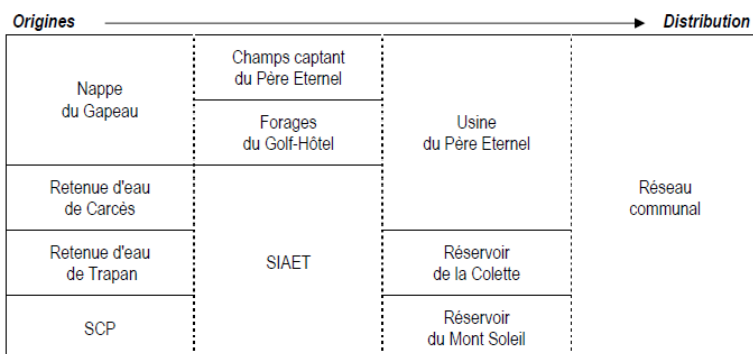 Origines
Distribution
Nappe
du Gapeau
Champs captant
du Père Eternel
Forages
du Golf-Hôtel
Usine
du Père Eternel
Réseau
communal
Retenue d'eau
de Carcès
Retenue d'eau
de Trapan
SIAET
Réservoir
de la Colette
SCP
Réservoir
du Mont Soleil